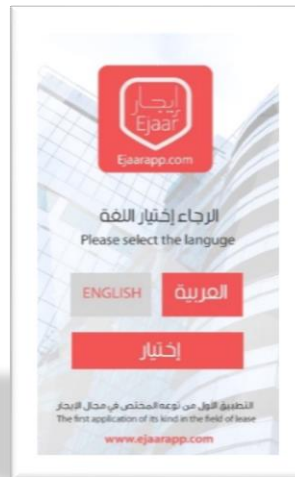 إيجار
Ejaar
Ejaarapp.com
الرجاء إختيار اللغة
Please select the languge
ENGLISH
العربية
إختيار
التطبيق الأول من نوعه المختص في مجال الايجار
The first application of its kind in the field of lease
www.ejaarapp.com